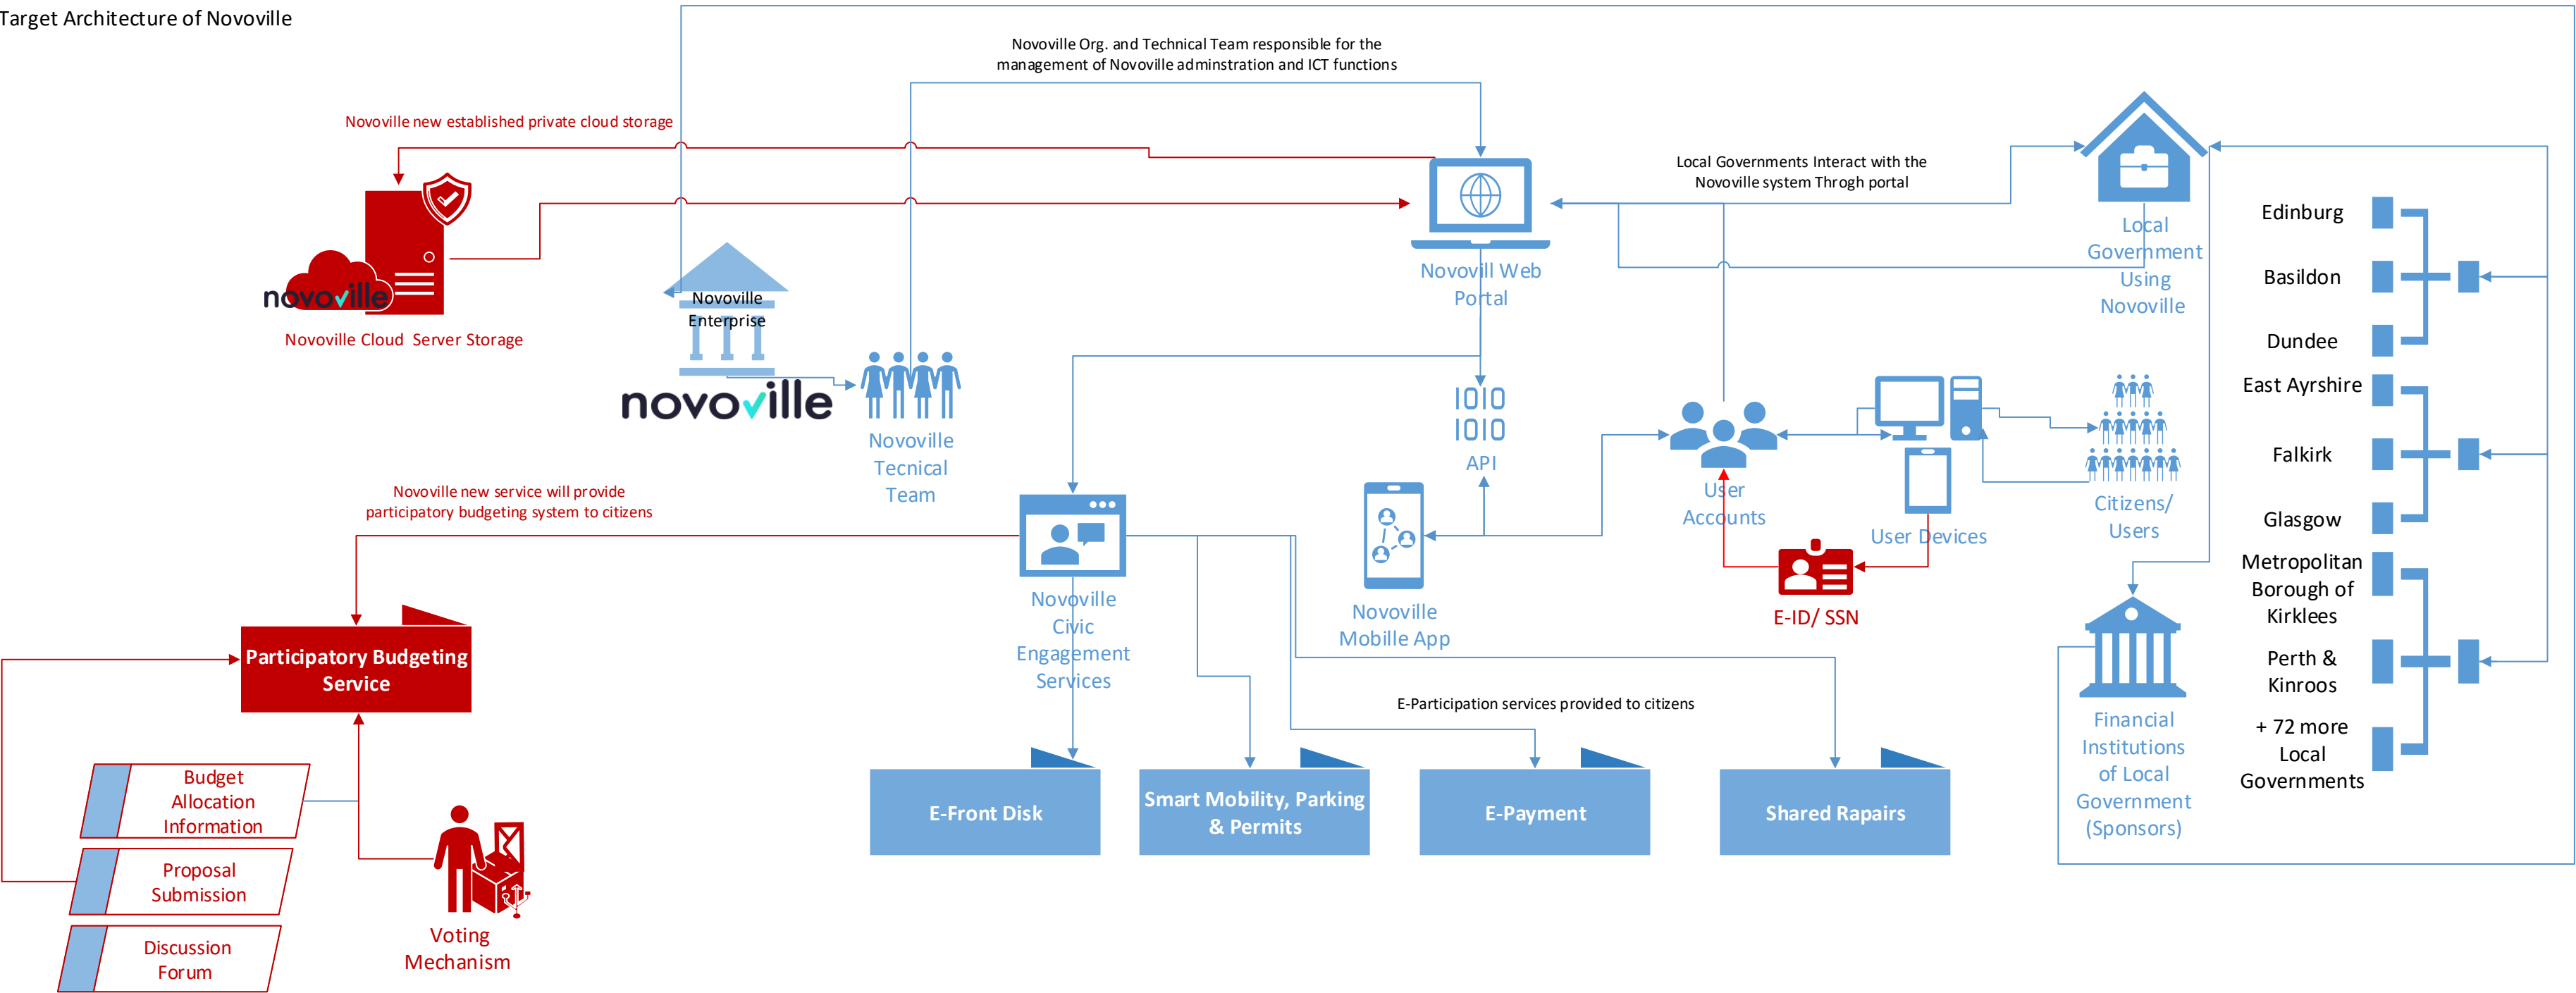 Target Architecture of Novoville
Novoville Org. and Technical Team responsible for the
management of Novoville adminstration and ICT functions
Novoville new established private cloud storage
Local Governments Interact with the
Novoville system Throgh portal
novoville
Novoville Cloud Server Storage
Novoville
Enterprise
novoville
Novoville
Tecnical
Team
Novovill Web
Portal
IOIO
IOIO
API
Local
Government
Using
Novoville
Edinburg
Basildon
Dundee
East Ayrshire
Falkirk
Glasgow
Metropolitan
Borough of
Kirklees
Perth &
Kinroos
+ 72 more
Local
Governments
User
Accounts
User Devices
Citizens/
Users
E-ID/ SSN
Novoville
Mobille App
Novoville new service will provide
participatory budgeting system to citizens
Novoville
Civic
Engagement
Services
Participatory Budgeting
Service
E-Participation services provided to citizens
Financial
Institutions
of Local
Government
(Sponsors)
E-Front Disk
Smart Mobility, Parking
& Permits
E-Payment
Shared Rapairs
Budget
Allocation
Information
Proposal
Submission
Discussion
Forum
Voting
Mechanism